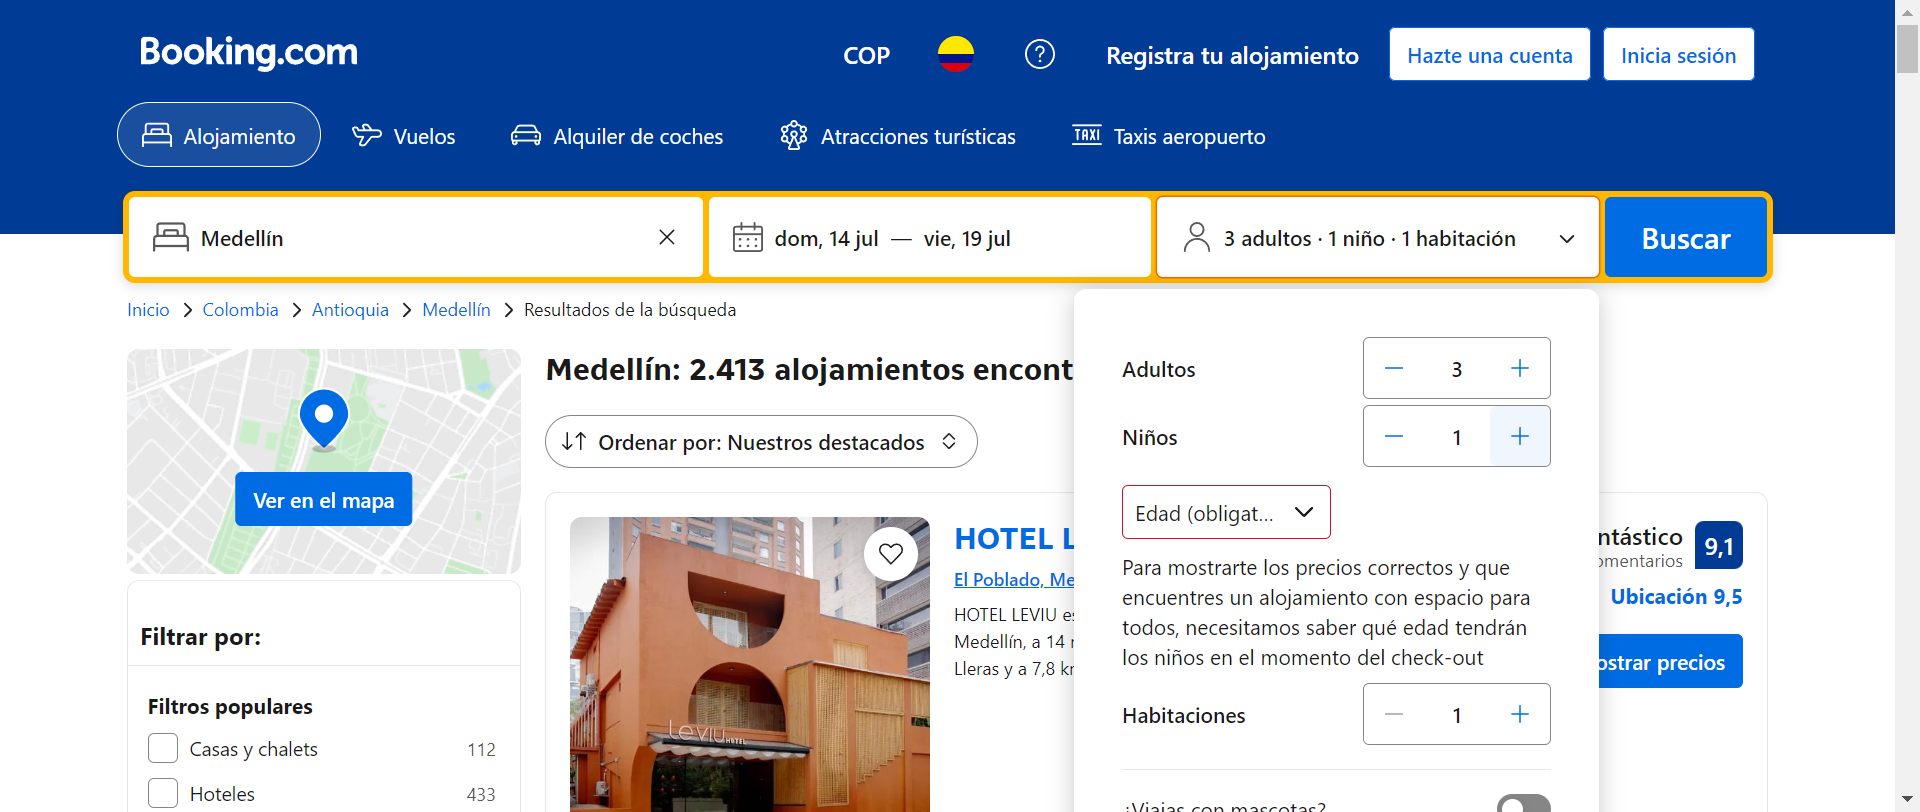 Booking.com
COP
Registra tu alojamiento
Hazte una cuenta
Inicia sesión
Alojamiento
Vuelos
Alquiler de coches
Atracciones turísticas
TAXI Taxis aeropuerto
Medellín
dom, 14 jul — vie, 19 jul
3 adultos · 1 niño · 1 habitación
Buscar
Inicio > Colombia > Antioquia > Medellín > Resultados de la búsqueda
Medellín: 2.413 alojamientos encont
Ordenar por: Nuestros destacados
Ver en el mapa
Filtrar por:
Filtros populares
Casas y chalets 112
Hoteles 433
leviu HOTEL
HOTEL L
El Poblado, Me
HOTEL LEVIU es
Medellín, a 14
Lleras y a 7,8 km
Adultos 3
Niños 1
Edad (obligat...
Para mostrarte los precios correctos y que
encuentres un alojamiento con espacio para
todos, necesitamos saber qué edad tendrán
los niños en el momento del check-out
Habitaciones 1
¿Viajas con mascotas?
ntástico
omentarios
9,1
Ubicación 9,5
ostrar precios